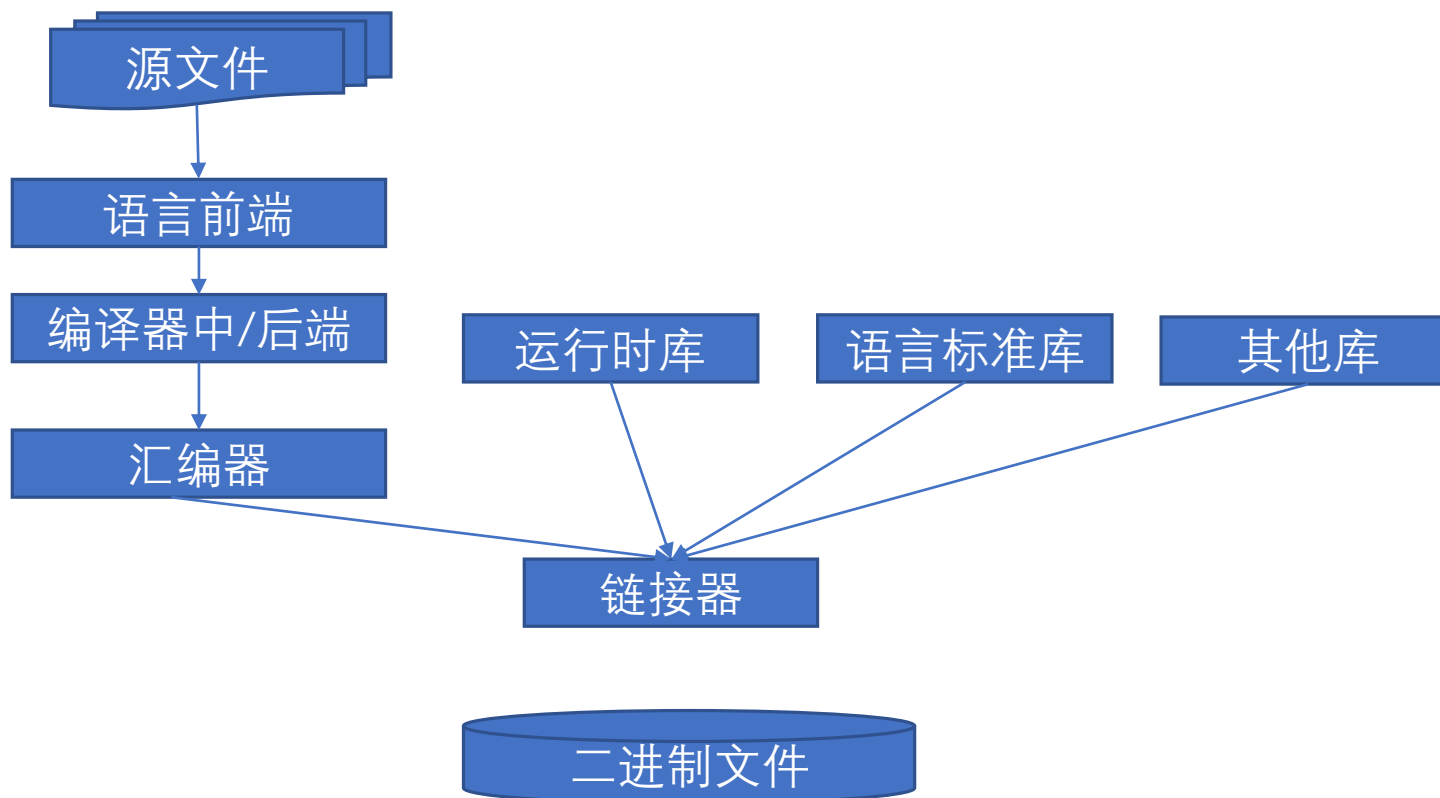 源文件
语言前端
编译器中/后端
运行时库
语言标准库
其他库
汇编器
链接器
二进制文件